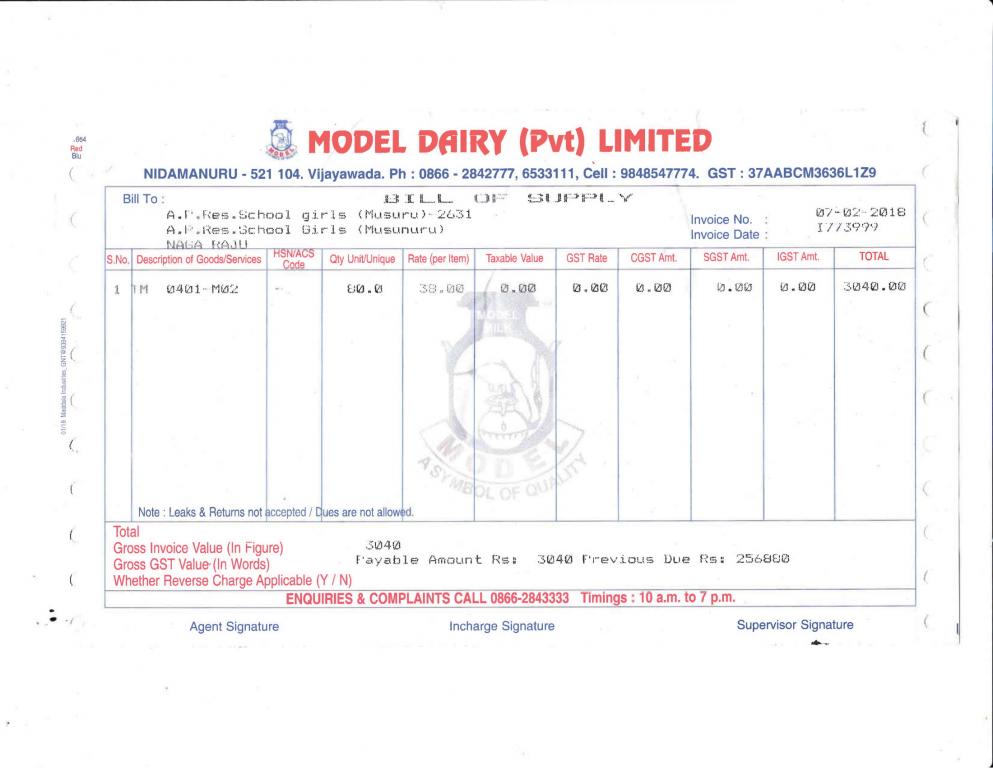 .664
Red
Blu
MODEL
MODEL DAIRY (Pvt) LIMITED
NIDAMANURU - 521 104. Vijayawada. Ph : 0866 - 2842777, 6533111, Cell : 9848547774. GST : 37AABCM3636L1Z9
Bill To : BILL OF SUPPLY
A.P.Res.School girls (Musuru)-2631
A.P.Res.School Girls (Musunuru)
NAGA RAJU
Invoice No. : 07-02-2018
Invoice Date : I773999
S.No. Description of Goods/Services HSN/ACS Code Qty Unit/Unique Rate (per Item) Taxable Value GST Rate CGST Amt. SGST Amt. IGST Amt. TOTAL
1 TM 0401-M02 -- 80.0 38.00 0.00 0.00 0.00 0.00 0.00 3040.00
MODEL
MILK
MODEL
A SYMBOL OF QUALITY
Note : Leaks & Returns not accepted / Dues are not allowed.
Total
Gross Invoice Value (In Figure) 3040
Gross GST Value (In Words) Payable Amount Rs: 3040 Previous Due Rs: 256880
Whether Reverse Charge Applicable (Y / N)
ENQUIRIES & COMPLAINTS CALL 0866-2843333 Timings : 10 a.m. to 7 p.m.
Agent Signature Incharge Signature Supervisor Signature